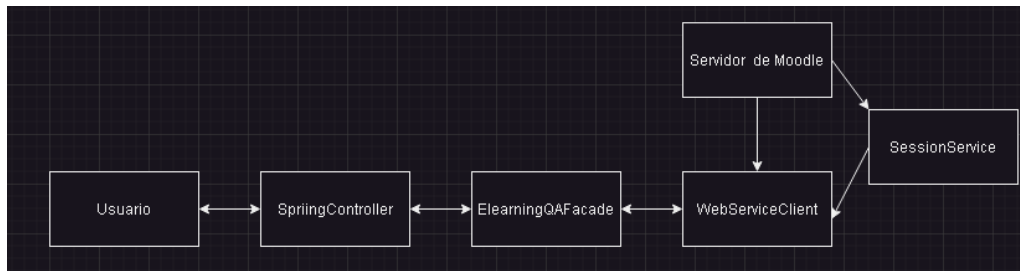 Servidor de Moodle
SessionService
Usuario
SpriingController
ElearningQAFacade
WebServiceClient